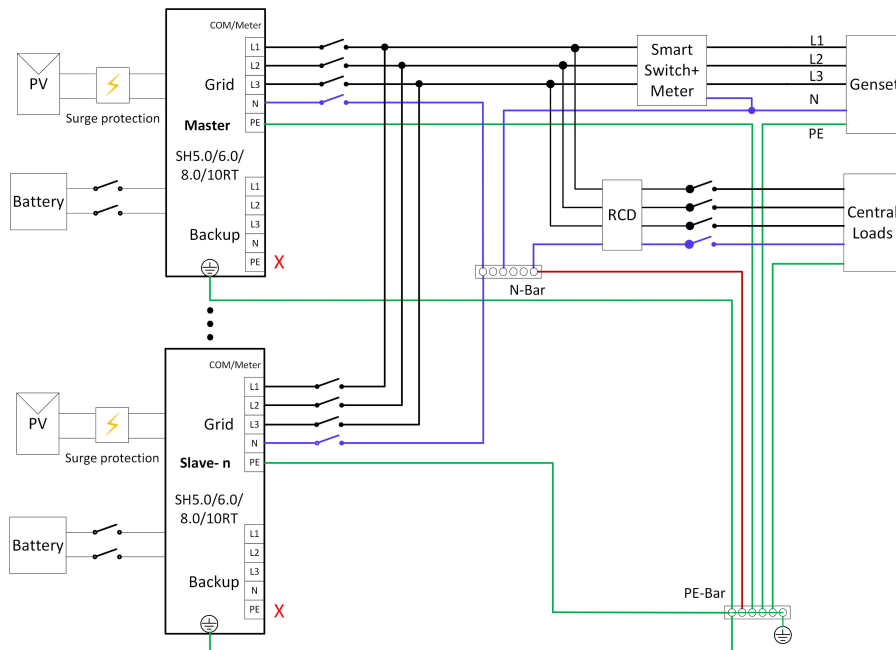 COM/Meter
L1
L2
L3
N
PE
Grid
Master
SH5.0/6.0/
8.0/10RT
L1
L2
L3
N
PE
Backup
X
PV
Surge protection
Battery
Smart
Switch+
Meter
L1
L2
L3
N
PE
Genset
RCD
Central
Loads
N-Bar
COM/Meter
L1
L2
L3
N
PE
Grid
Slave- n
SH5.0/6.0/
8.0/10RT
L1
L2
L3
N
PE
Backup
X
PV
Surge protection
Battery
PE-Bar